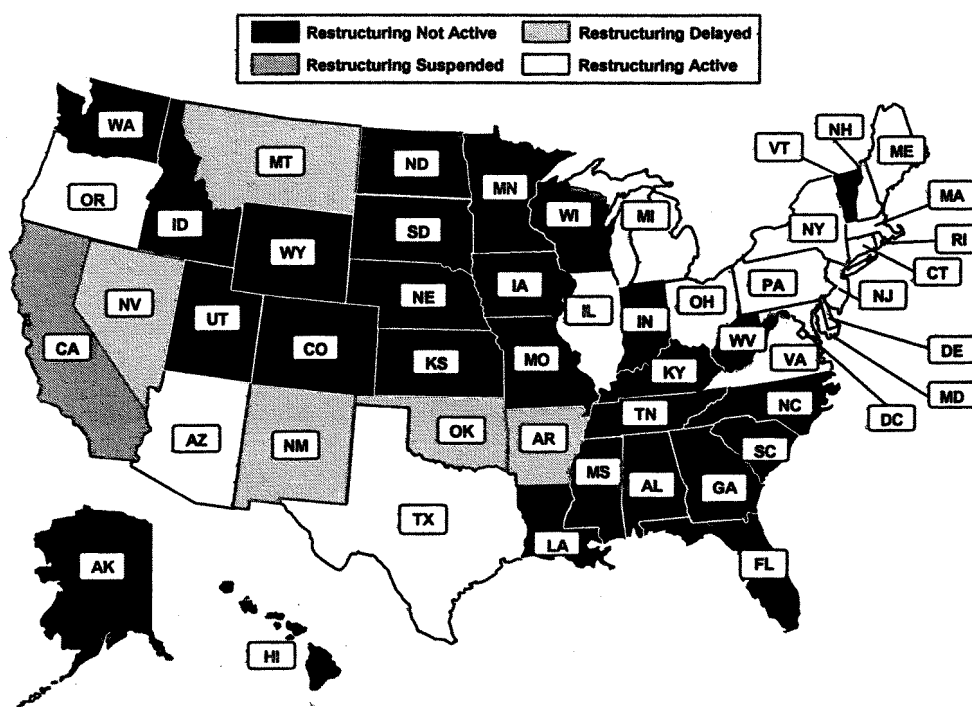 Restructuring Not Active
Restructuring Delayed
Restructuring Suspended
Restructuring Active
NH
WA
VT
ME
MT
ND
MN
OR
MA
ID
WI
MI
SD
NY
RI
WY
CT
IA
PA
NV
NE
OH
NJ
IL
UT
IN
CA
CO
WV
DE
KS
MO
VA
KY
MD
NC
TN
DC
AZ
OK
NM
AR
SC
MS
AL
GA
TX
LA
FL
AK
HI